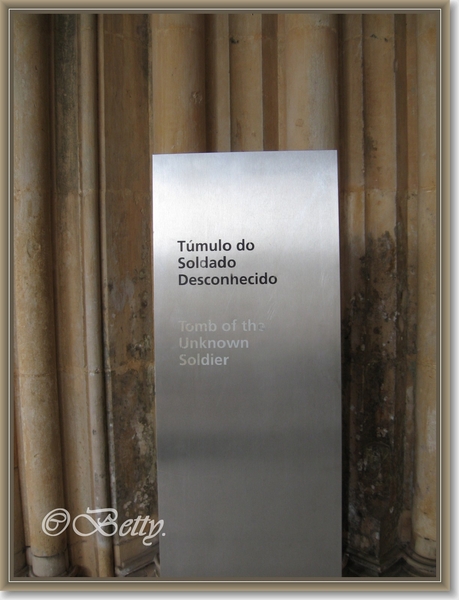 Túmulo do
Soldado
Desconhecido
Tomb of the
Unknown
Soldier
© Betty.